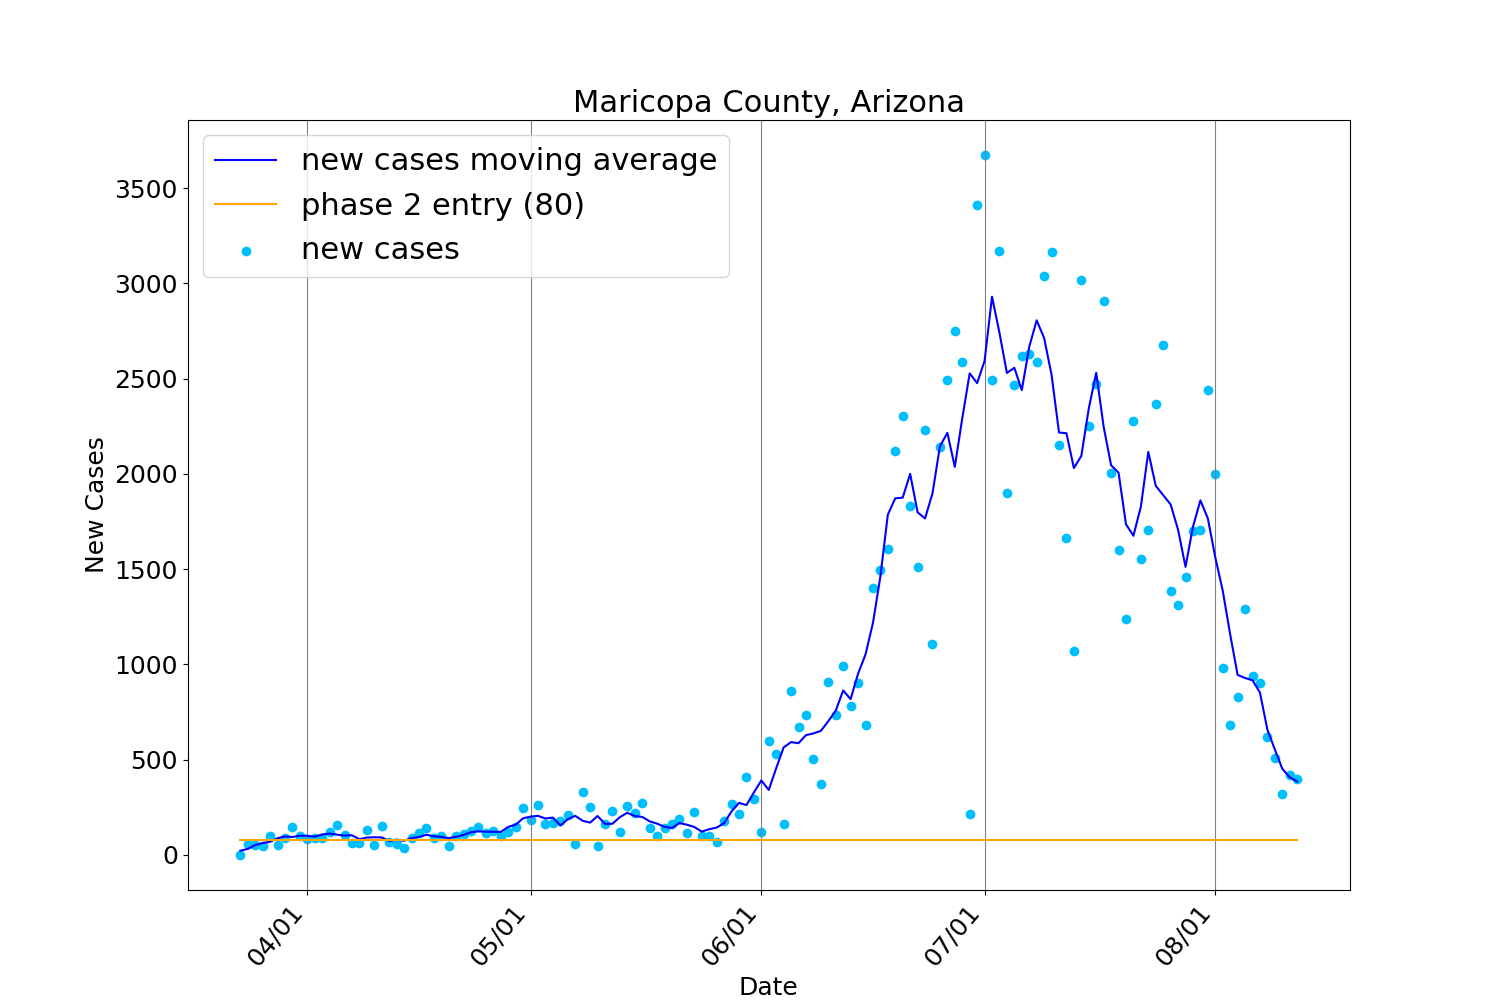 Maricopa County, Arizona
new cases moving average
phase 2 entry (80)
new cases
New Cases
3500
3000
2500
2000
1500
1000
500
0
04/01
05/01
06/01
07/01
08/01
Date